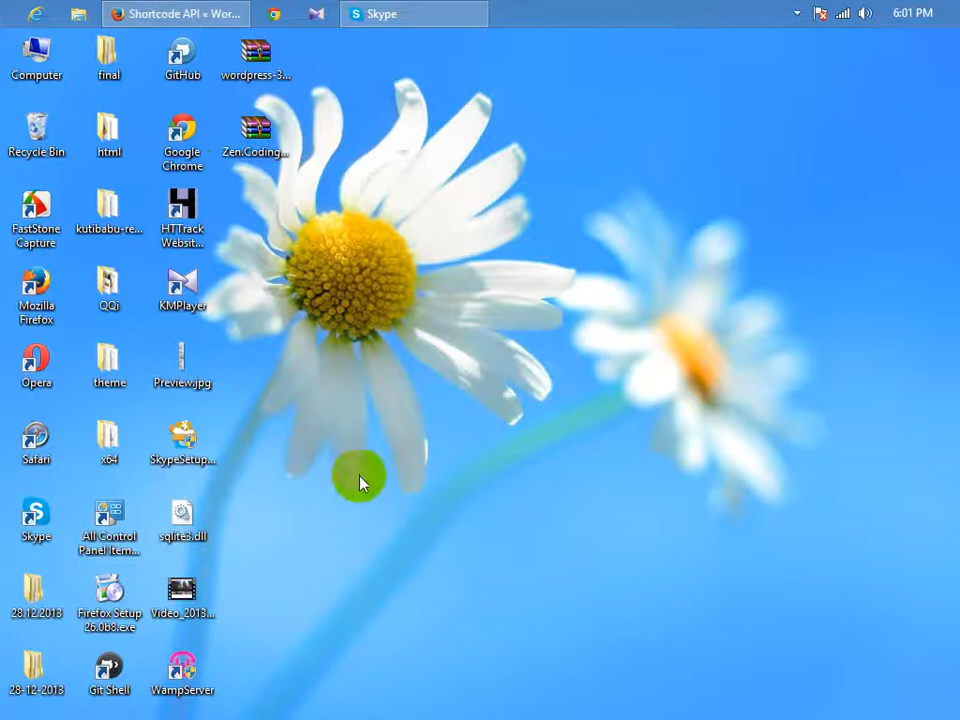 Shortcode API « Wor...
Skype
6:01 PM
Computer
final
GitHub
wordpress-3...
Recycle Bin
html
Google
Chrome
Zen.Coding...
FastStone
Capture
kutibabu-re...
HTTrack
Websit...
Mozilla
Firefox
QQi
KMPlayer
Opera
theme
Preview.jpg
Safari
x64
SkypeSetup...
Skype
All Control
Panel Item...
sqlite3.dll
28.12.2013
Firefox Setup
26.0b8.exe
Video_2013...
28-12-2013
Git Shell
WampServer